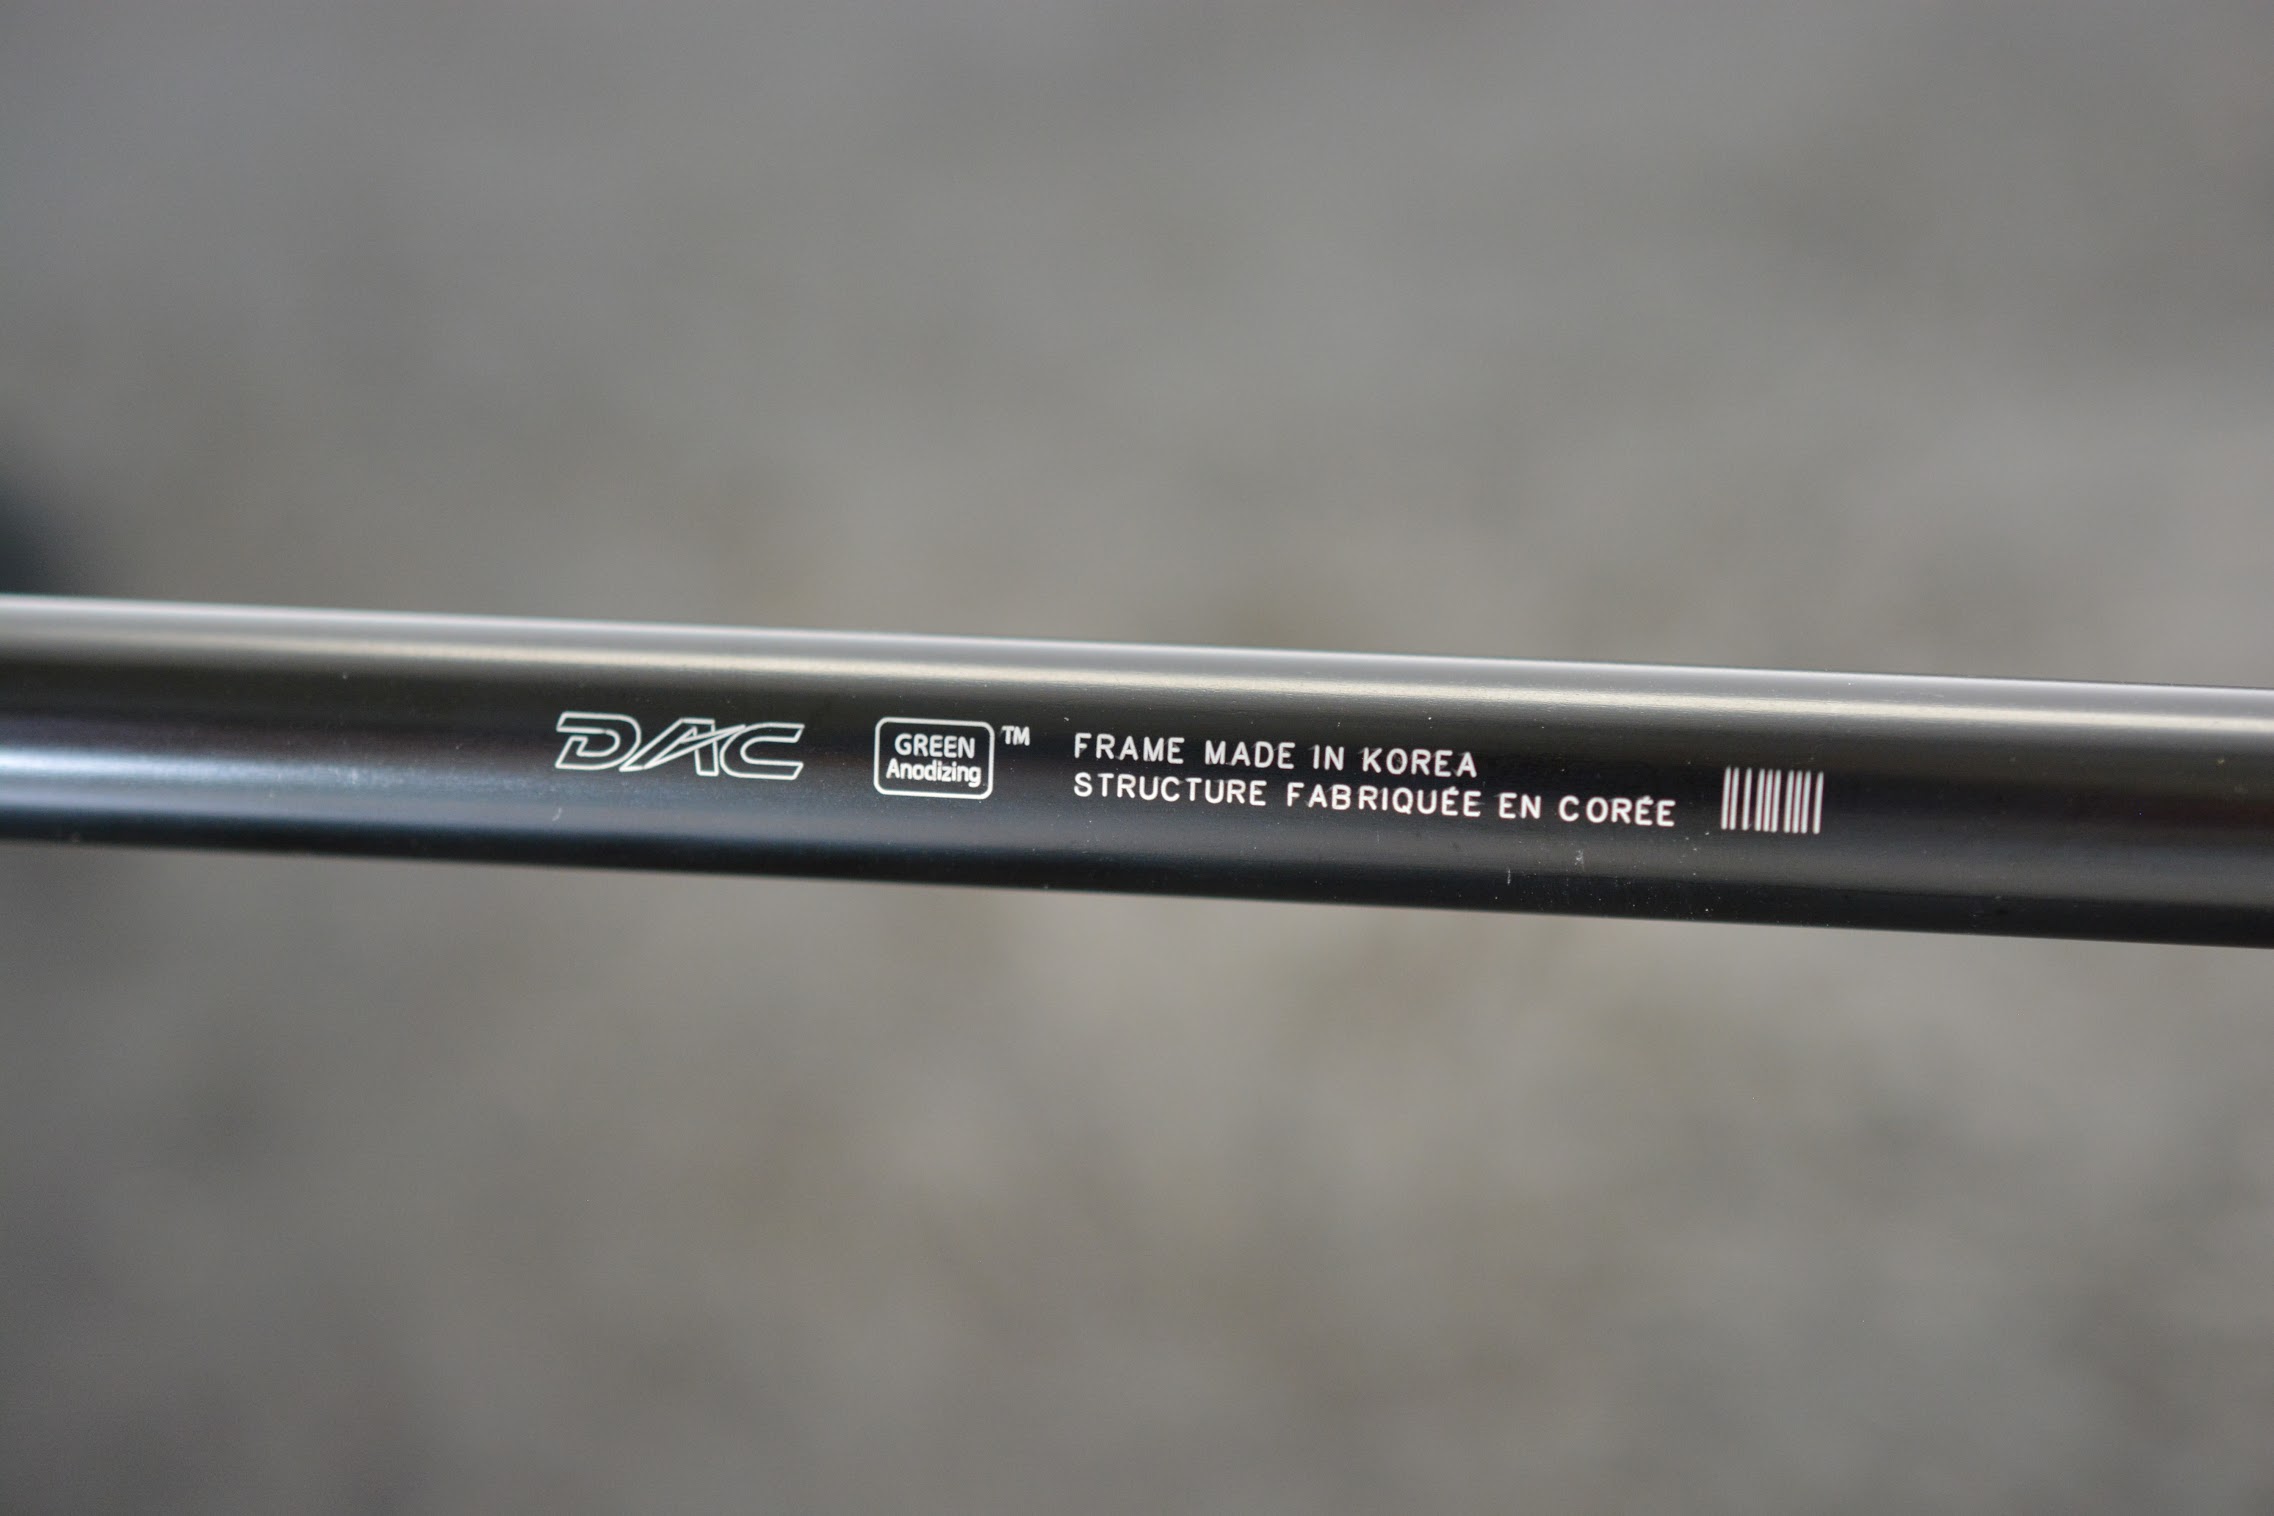 DAC
GREEN
Anodizing
™
FRAME MADE IN KOREA
STRUCTURE FABRIQUÉE EN CORÉE